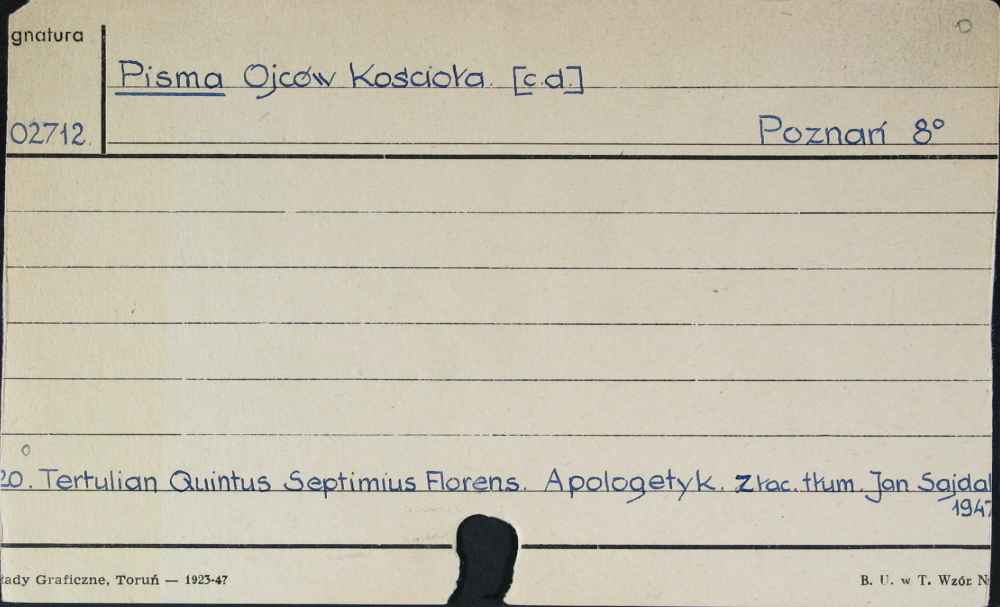 gnatura
Pisma Ojców Kościoła. [c.d.]
02712. Poznań 8°
20. Tertulian Quintus Septimius Florens. Apologetyk. Z łac. tłum. Jan Sajdak
1947
łady Graficzne, Toruń — 1923-47 B. U. w T. Wzór N